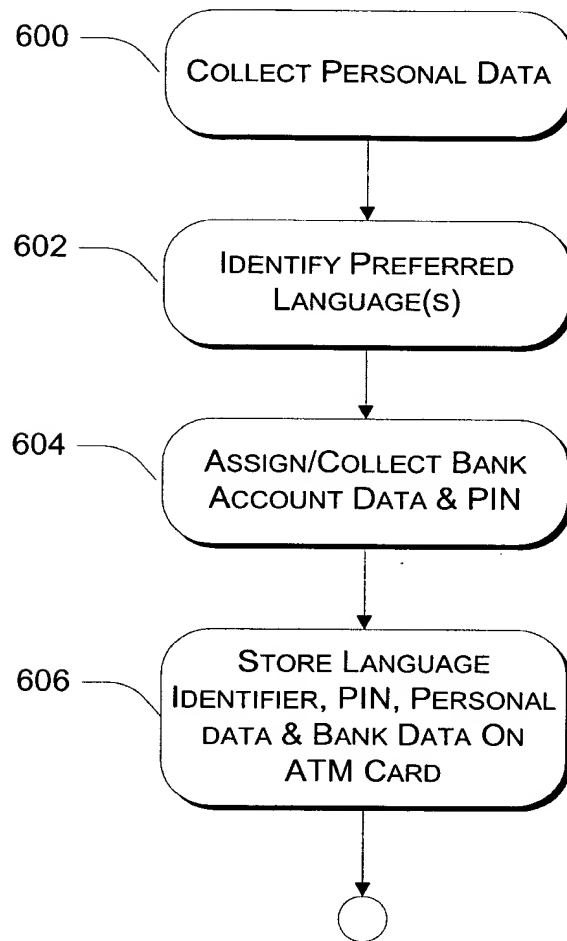 600
COLLECT PERSONAL DATA
602
IDENTIFY PREFERRED
LANGUAGE(S)
604
ASSIGN/COLLECT BANK
ACCOUNT DATA & PIN
606
STORE LANGUAGE
IDENTIFIER, PIN, PERSONAL
DATA & BANK DATA ON
ATM CARD